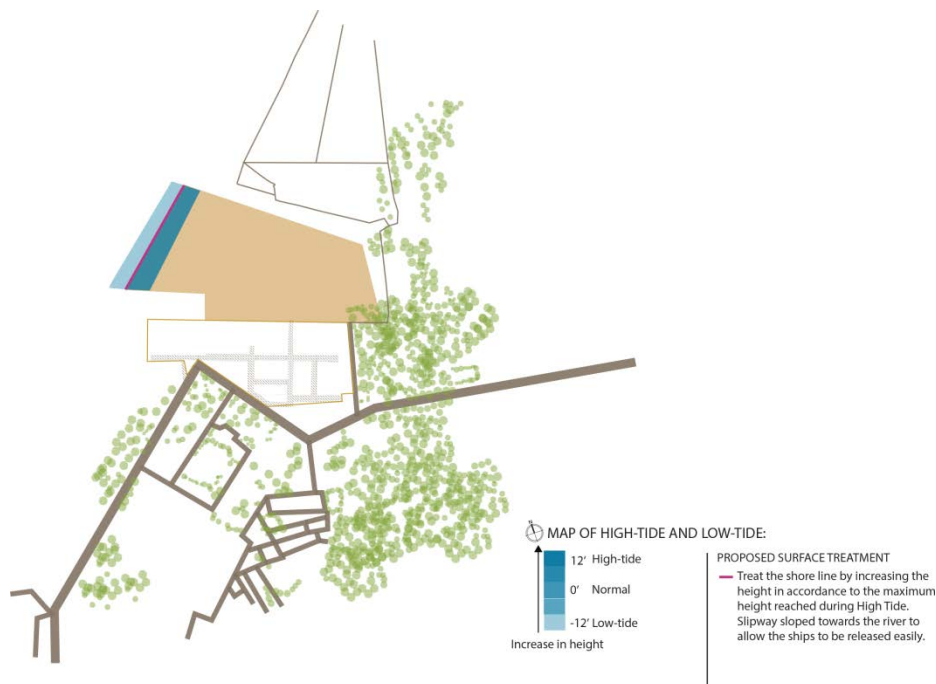 N
MAP OF HIGH-TIDE AND LOW-TIDE:
12' High-tide
0' Normal
-12' Low-tide
Increase in height
PROPOSED SURFACE TREATMENT
Treat the shore line by increasing the
height in accordance to the maximum
height reached during High Tide.
Slipway sloped towards the river to
allow the ships to be released easily.